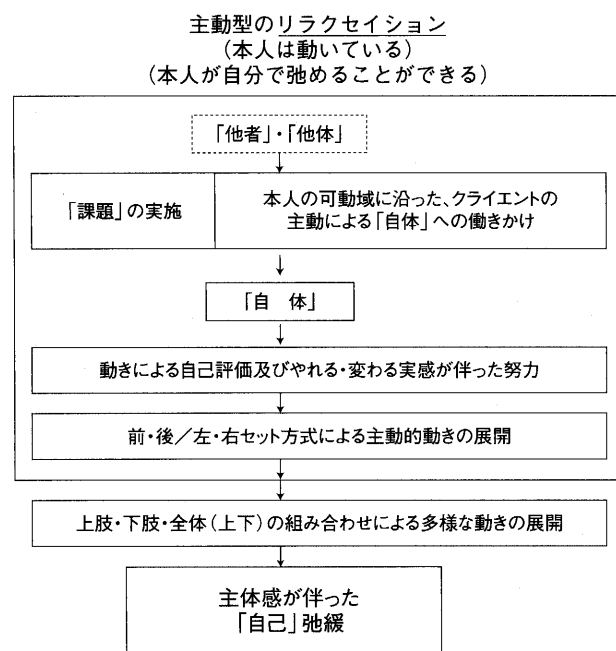 主動型のリラクセイション
(本人は動いている)
(本人が自分で弛めることができる)
「他者」・「他体」
「課題」の実施
本人の可動域に沿った、クライエントの
主動による「自体」への働きかけ
「自 体」
動きによる自己評価及びやれる・変わる実感が伴った努力
前・後/左・右セット方式による主動的動きの展開
上肢・下肢・全体(上下)の組み合わせによる多様な動きの展開
主体感が伴った
「自己」弛緩